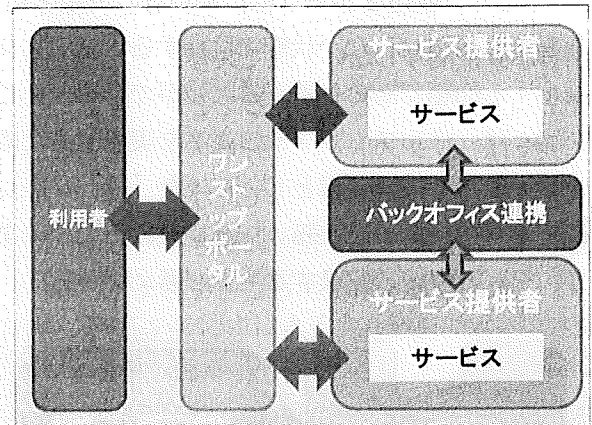 利用者
ワンストップポータル
サービス提供者
サービス
バックオフィス連携
サービス提供者
サービス